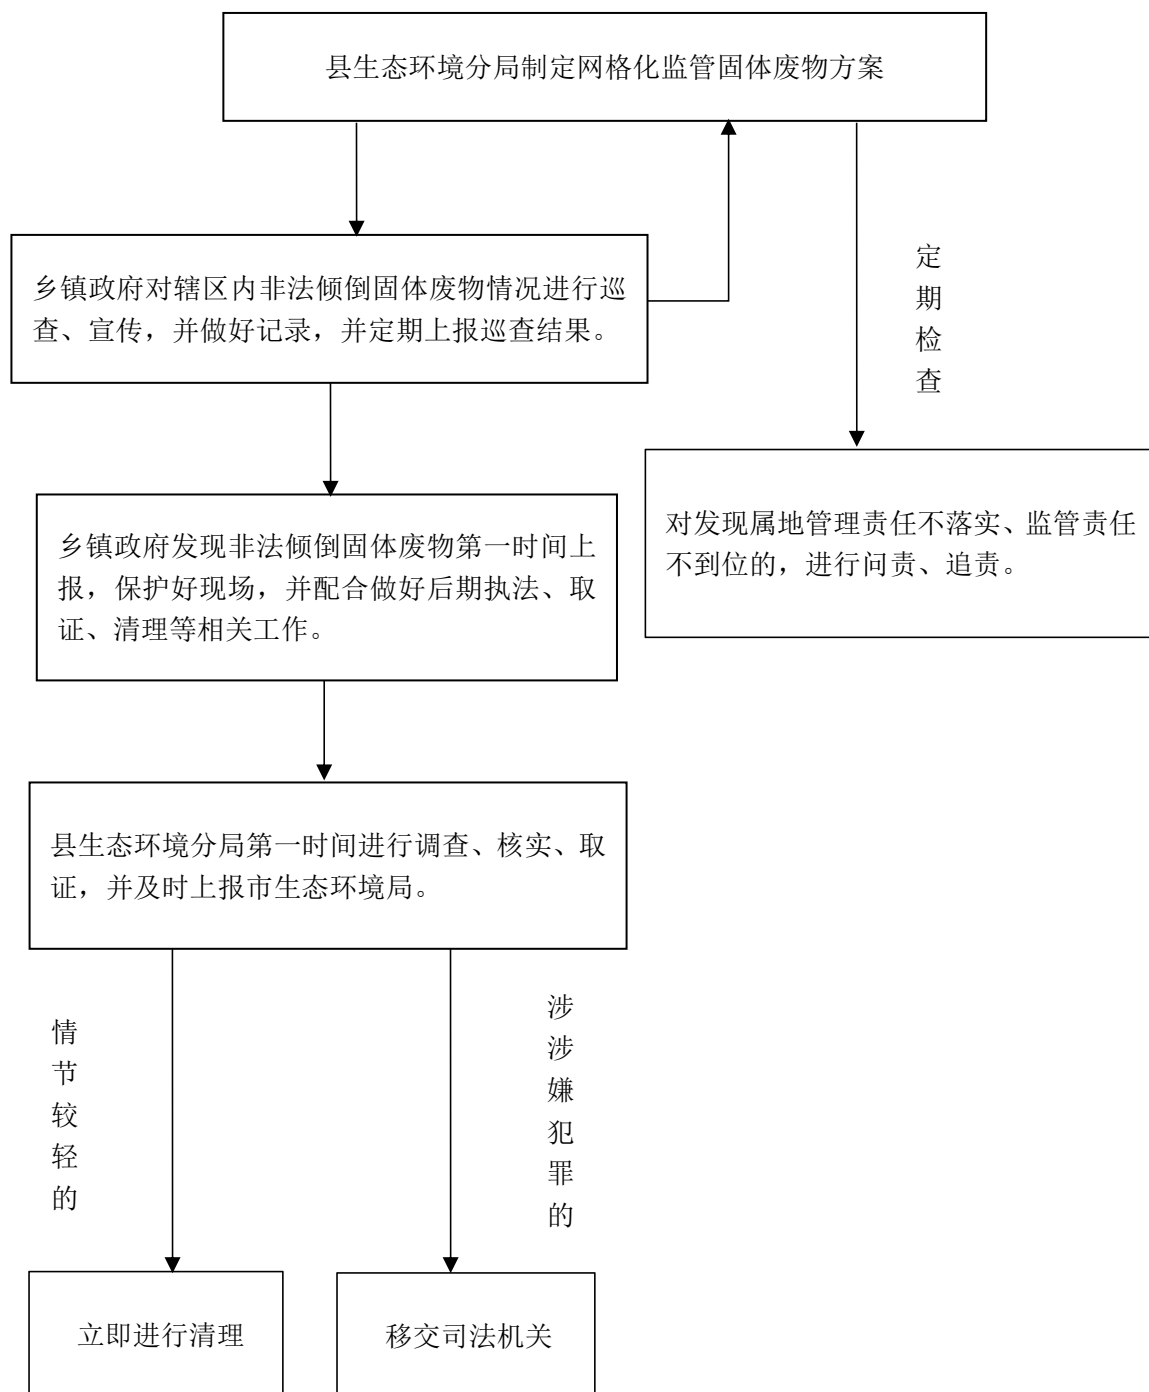 县生态环境分局制定网格化监管固体废物方案
乡镇政府对辖区内非法倾倒固体废物情况进行巡
查、宣传，并做好记录，并定期上报巡查结果。
定期检查
乡镇政府发现非法倾倒固体废物第一时间上
报，保护好现场，并配合做好后期执法、取
证、清理等相关工作。
对发现属地管理责任不落实、监管责任
不到位的，进行问责、追责。
县生态环境分局第一时间进行调查、核实、取
证，并及时上报市生态环境局。
情节较轻的
涉涉嫌犯罪的
立即进行清理
移交司法机关